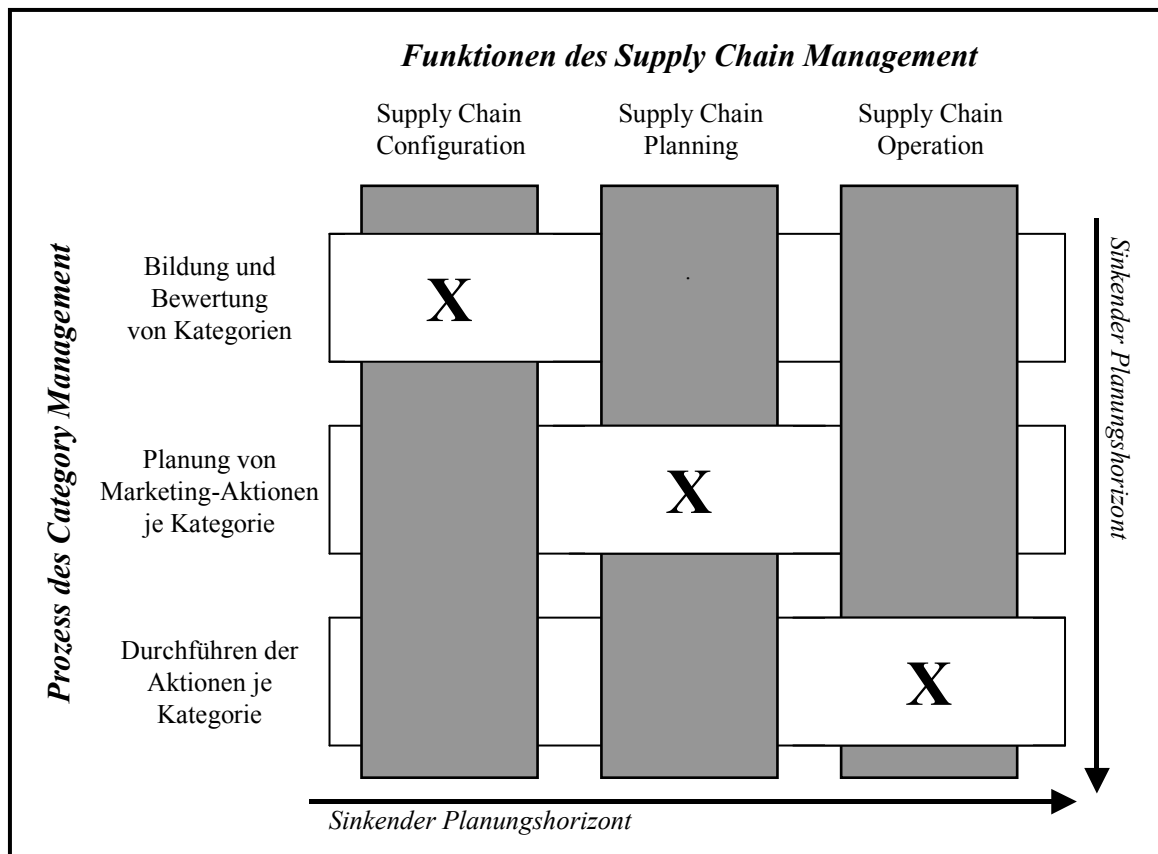 Funktionen des Supply Chain Management
Supply Chain
Configuration
Supply Chain
Planning
Supply Chain
Operation
Prozess des Category Management
Bildung und
Bewertung
von Kategorien
X
Planung von
Marketing-Aktionen
je Kategorie
X
Durchführen der
Aktionen je
Kategorie
X
Sinkender Planungshorizont
Sinkender Planungshorizont